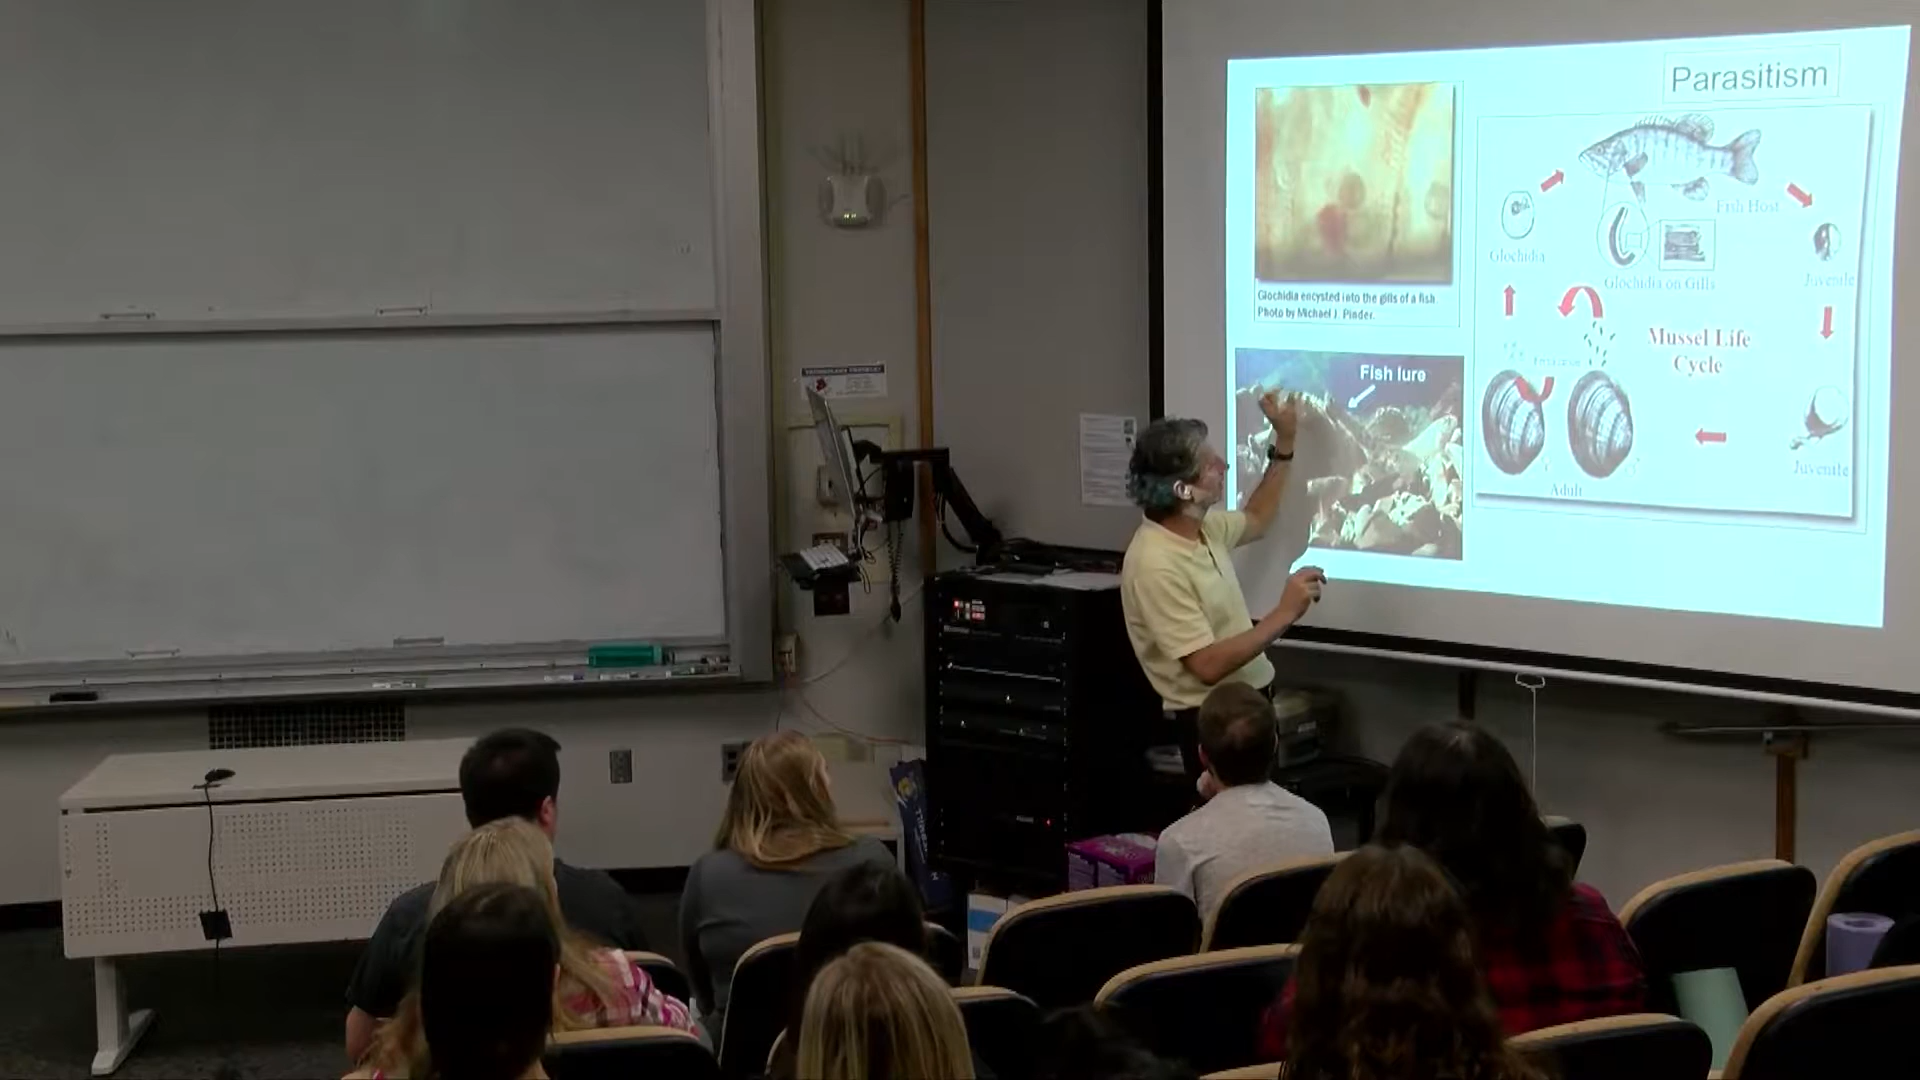 Parasitism
Glochidia encysted into the gills of a fish
Photo by Michael J. Pinder.
Fish Host
Glochidia
Juvenile
Glochidia on Gills
Mussel Life
Cycle
Fish lure
Juvenile
Adult